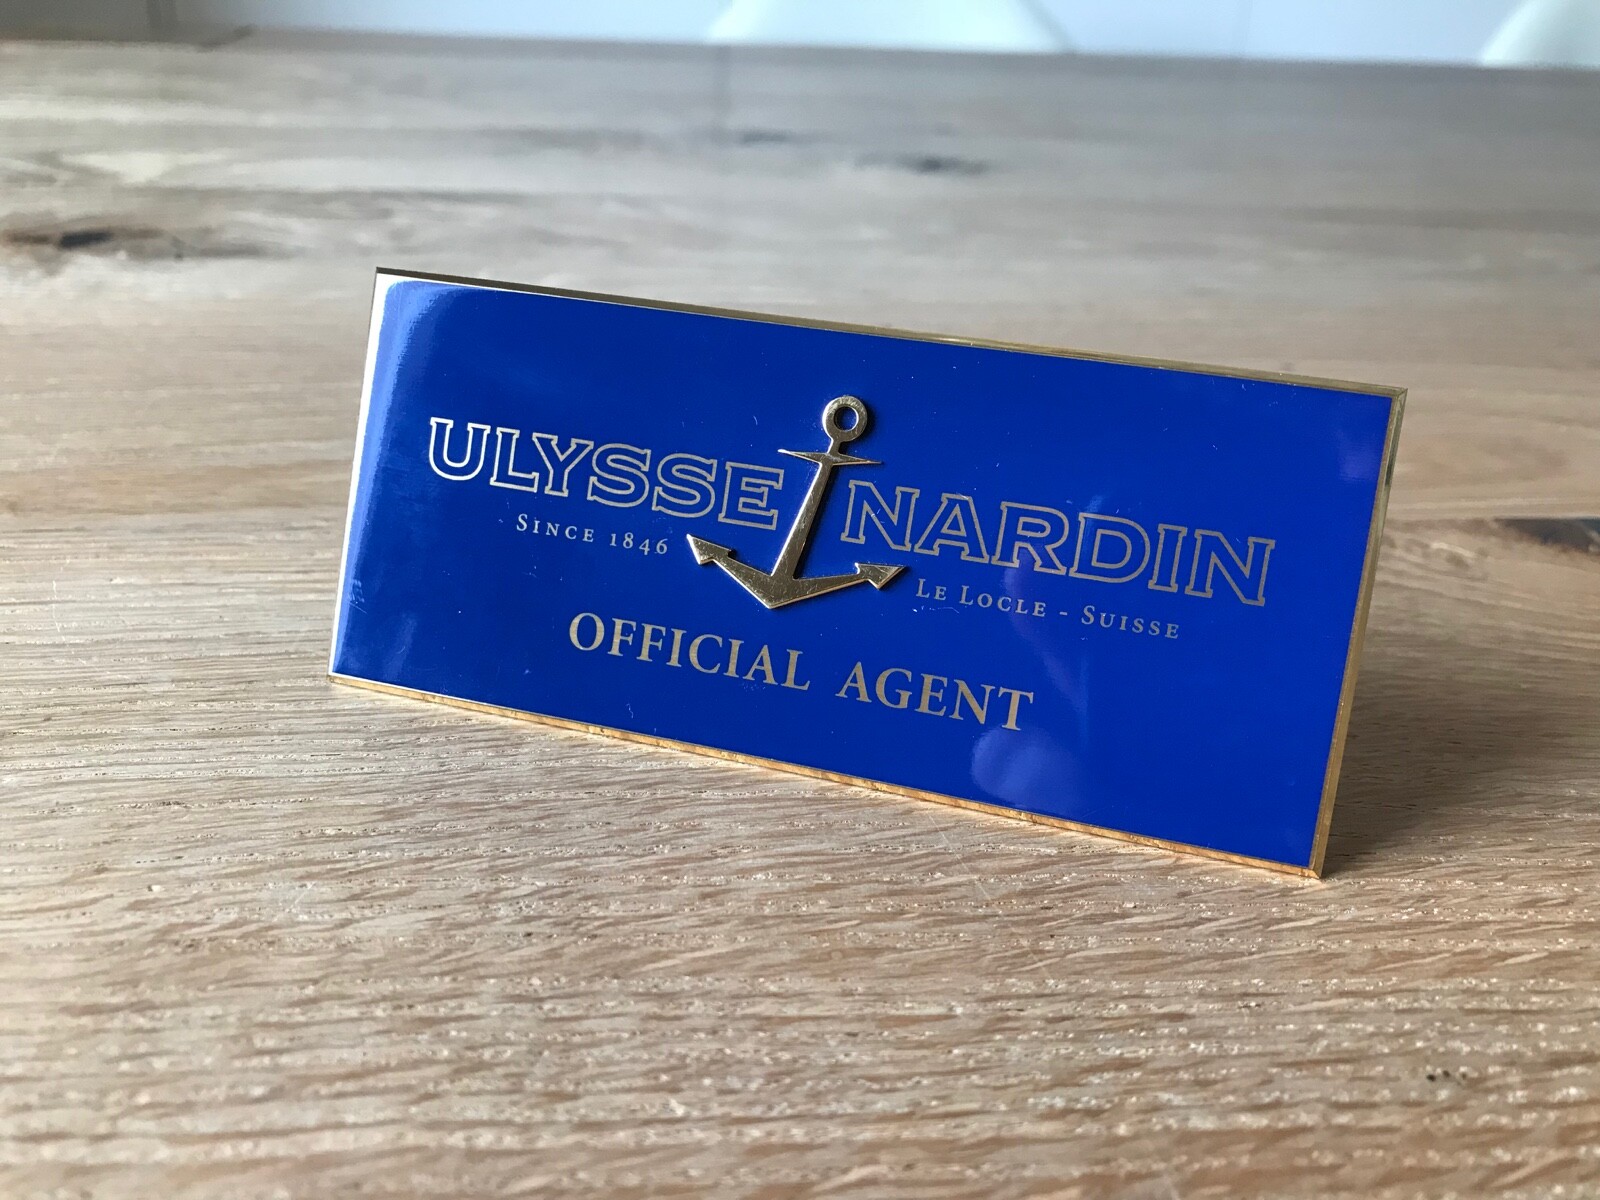 ULYSSE NARDIN
SINCE 1846
LE LOCLE - SUISSE
OFFICIAL AGENT